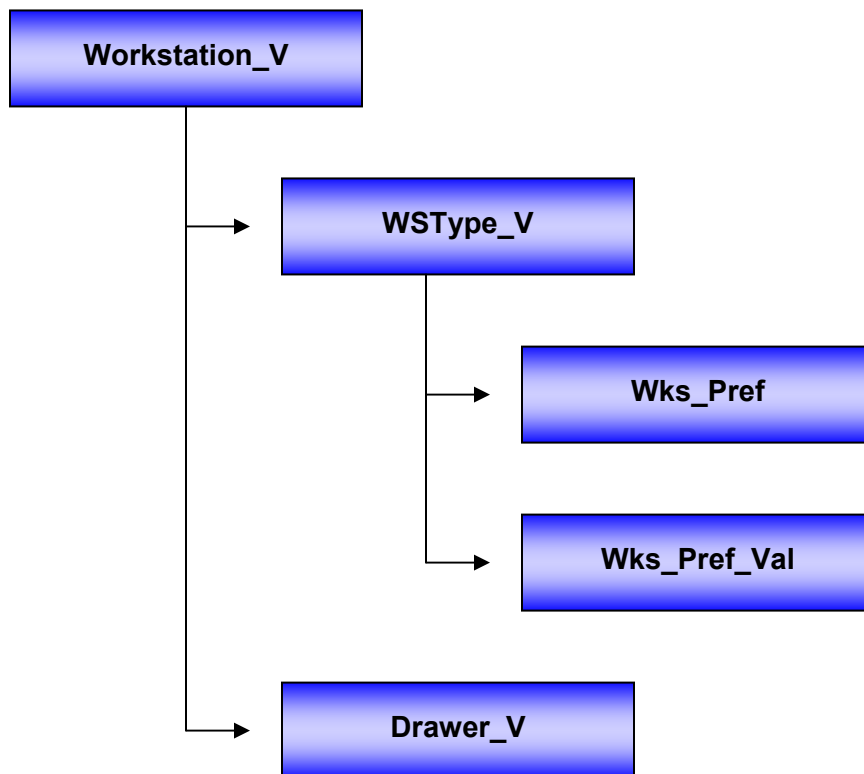 Workstation_V
WSType_V
Wks_Pref
Wks_Pref_Val
Drawer_V